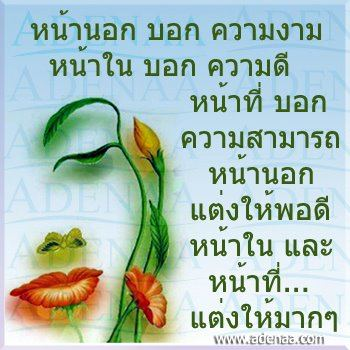 หน้านอก บอก ความงาม
หน้าใน บอก ความดี
หน้าที่ บอก
ความสามารถ
หน้านอก
แต่งให้พอดี
หน้าใน และ
หน้าที่...
แต่งให้มากๆ
www.adenaa.com
ADENAA